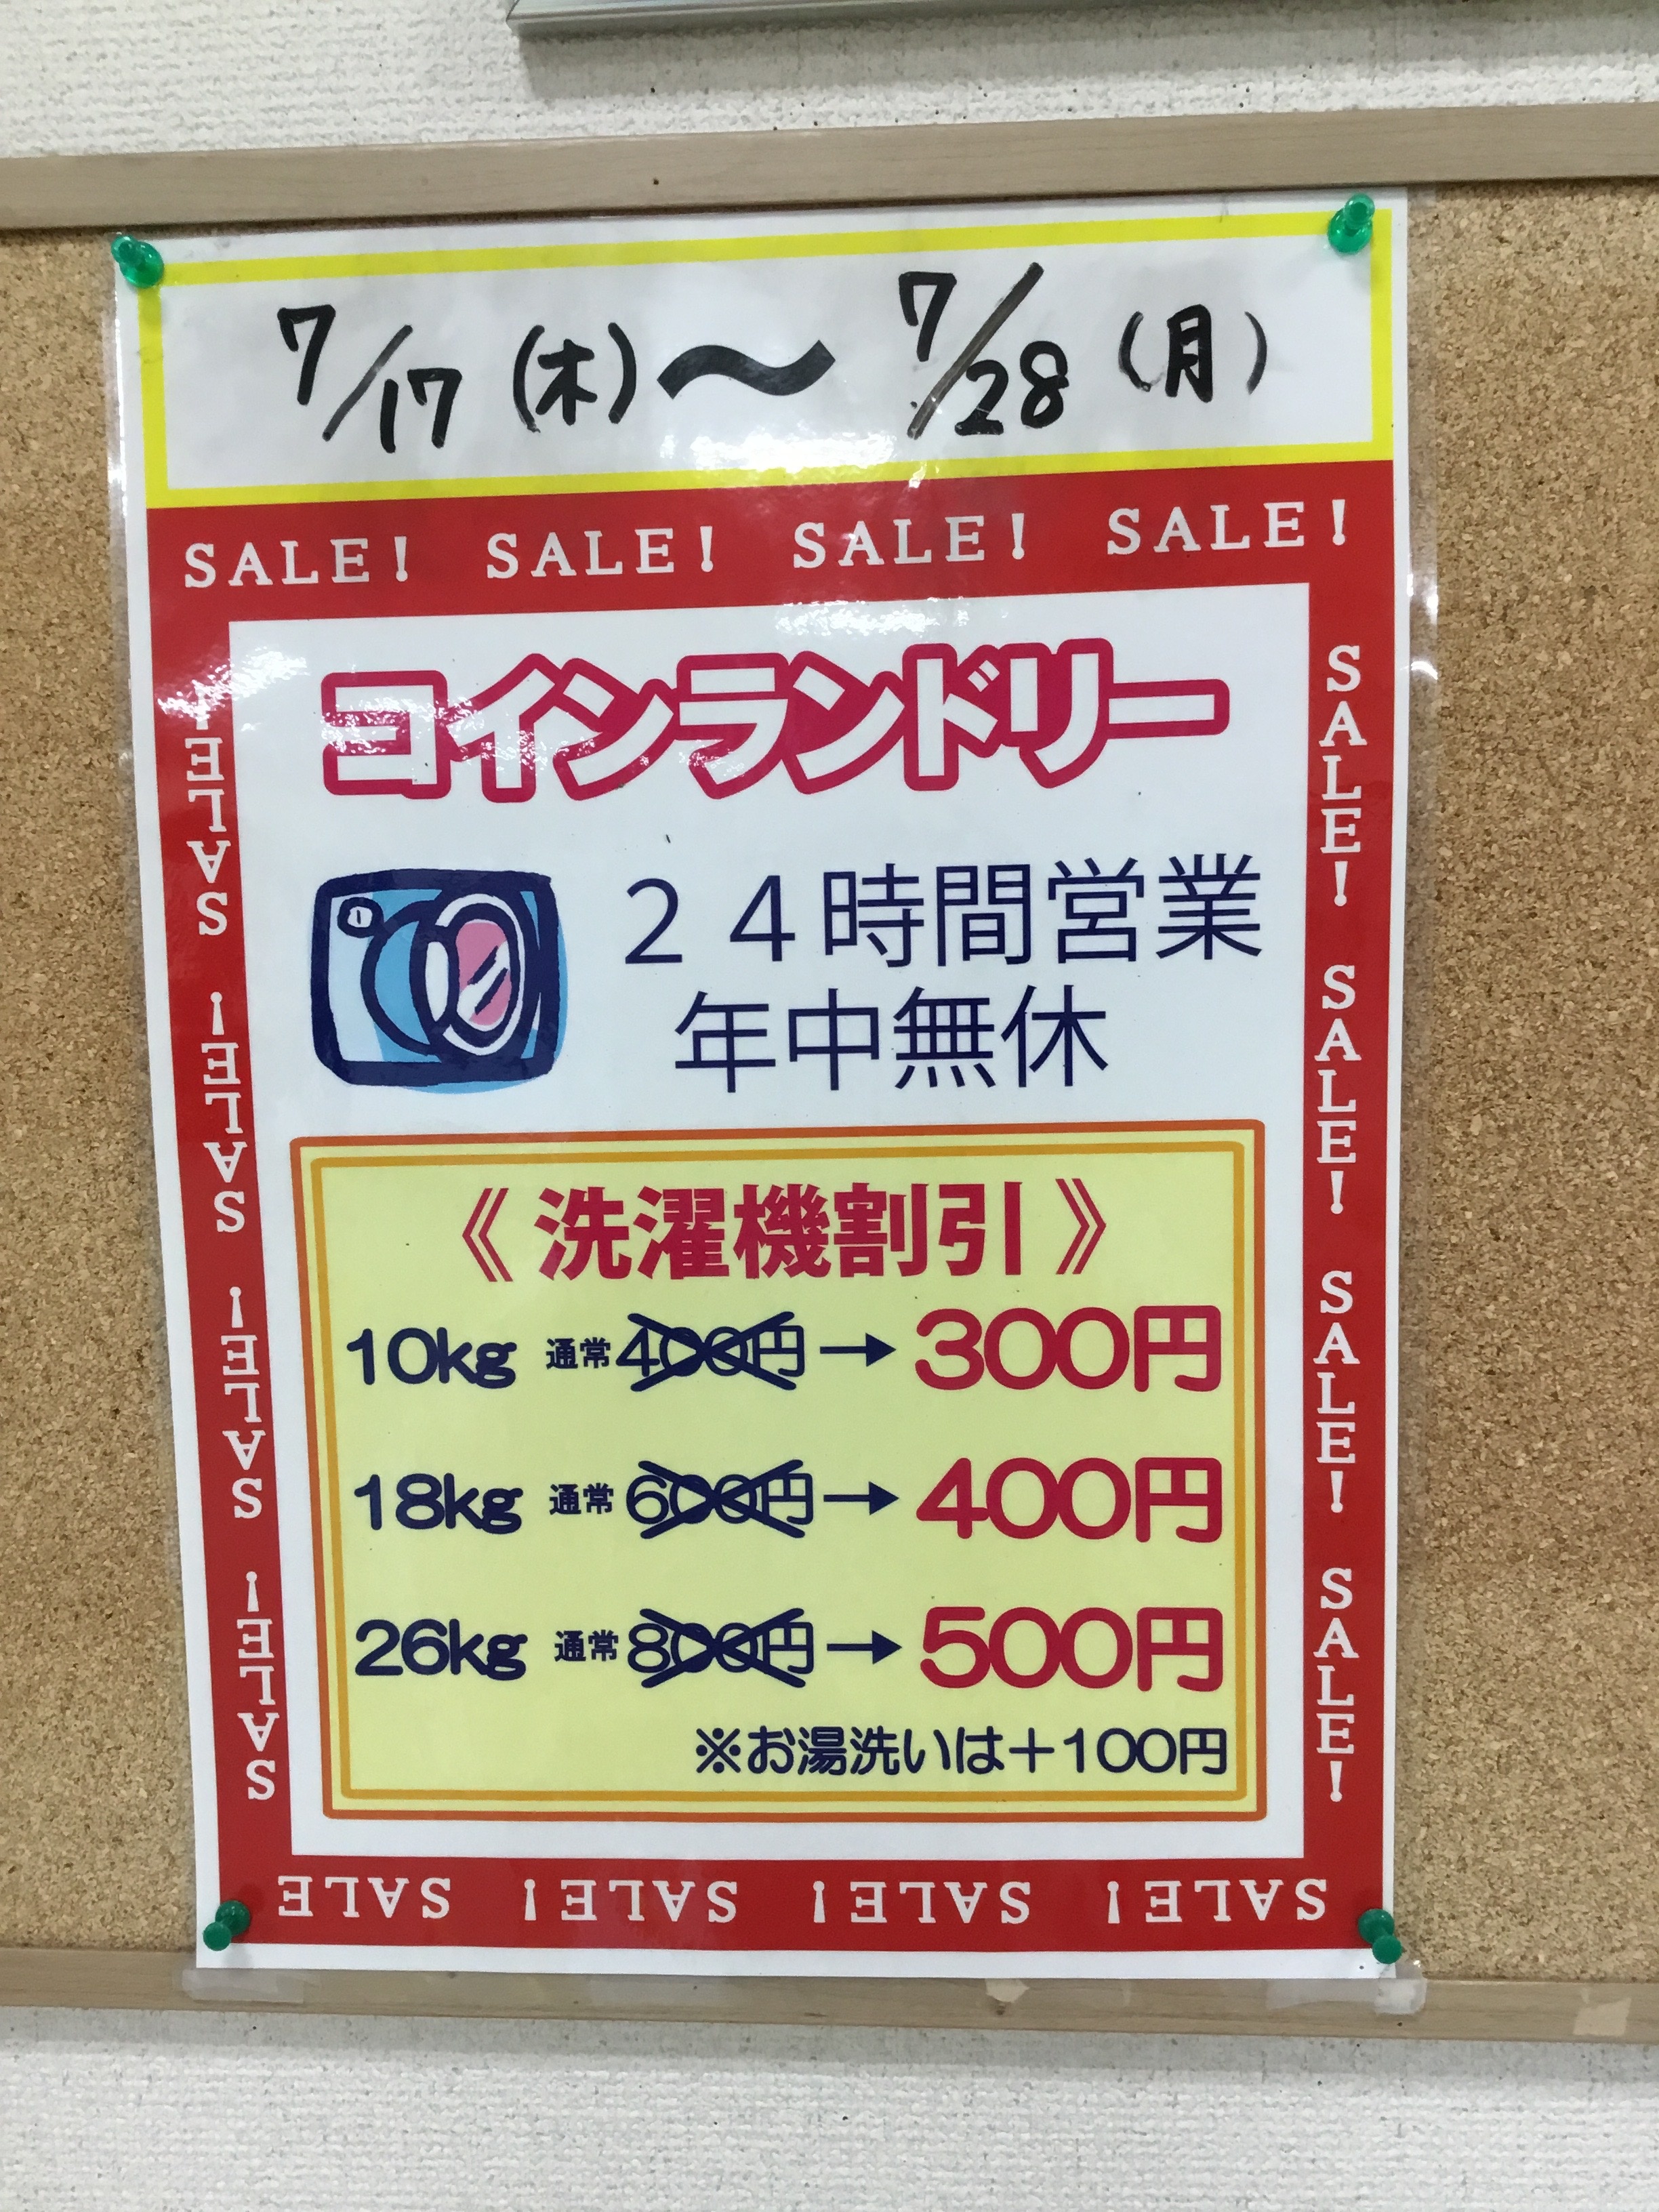 7/17（木）〜7/28（月）
SALE! SALE! SALE! SALE!
コインランドリー
２４時間営業
年中無休
《洗濯機割引》
10kg 通常400円→300円
18kg 通常600円→400円
26kg 通常800円→500円
※お湯洗いは＋100円
SALE! SALE! SALE! SALE!
SALE! SALE! SALE! SALE
SALE! SALE! SALE! SALE!